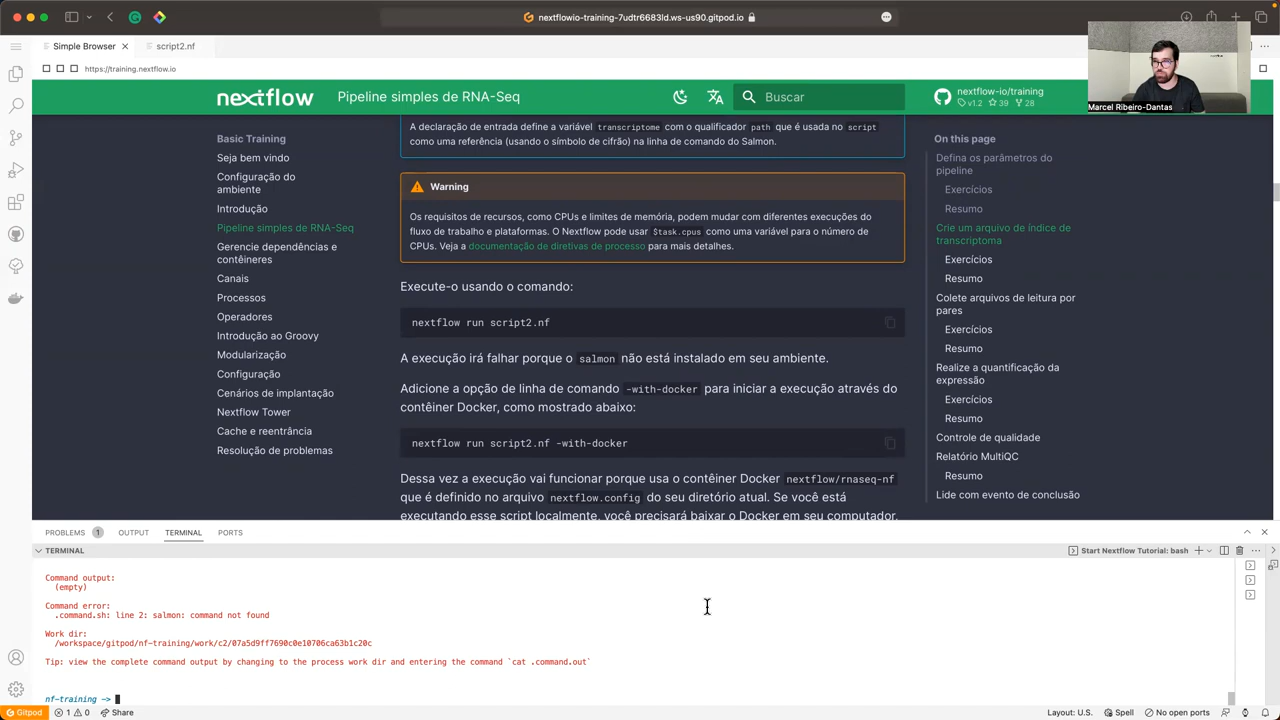 nextflowio-training-7udtr6683ld.ws-us90.gitpod.io
Simple Browser
script2.nf
https://training.nextflow.io
nextflow
Pipeline simples de RNA-Seq
Buscar
nextflow-io/training
v1.2 39 28
Marcel Ribeiro-Dantas
Basic Training
Seja bem vindo
Configuração do
ambiente
Introdução
Pipeline simples de RNA-Seq
Gerencie dependências e
contêineres
Canais
Processos
Operadores
Introdução ao Groovy
Modularização
Configuração
Cenários de implantação
Nextflow Tower
Cache e reentrância
Resolução de problemas
A declaração de entrada define a variável transcriptome com o qualificador path que é usada no script
como uma referência (usando o símbolo de cifrão) na linha de comando do Salmon.
Warning
Os requisitos de recursos, como CPUs e limites de memória, podem mudar com diferentes execuções do
fluxo de trabalho e plataformas. O Nextflow pode usar $task.cpus como uma variável para o número de
CPUs. Veja a documentação de diretivas de processo para mais detalhes.
Execute-o usando o comando:
nextflow run script2.nf
A execução irá falhar porque o salmon não está instalado em seu ambiente.
Adicione a opção de linha de comando -with-docker para iniciar a execução através do
contêiner Docker, como mostrado abaixo:
nextflow run script2.nf -with-docker
Dessa vez a execução vai funcionar porque usa o contêiner Docker nextflow/rnaseq-nf
que é definido no arquivo nextflow.config do seu diretório atual. Se você está
executando esse script localmente, você precisará baixar o Docker em seu computador,
On this page
Defina os parâmetros do
pipeline
Exercícios
Resumo
Crie um arquivo de índice de
transcriptoma
Exercícios
Resumo
Colete arquivos de leitura por
pares
Exercícios
Resumo
Realize a quantificação da
expressão
Exercícios
Resumo
Controle de qualidade
Relatório MultiQC
Resumo
Lide com evento de conclusão
PROBLEMS 1 OUTPUT TERMINAL PORTS
TERMINAL
Start Nextflow Tutorial: bash
Command output:
(empty)
Command error:
.command.sh: line 2: salmon: command not found
Work dir:
/workspace/gitpod/nf-training/work/c2/07a5d9ff7690c0e10706ca63b1c20c
Tip: view the complete command output by changing to the process work dir and entering the command `cat .command.out`
nf-training ->
Gitpod 1 0 Share
Layout: U.S. Spell No open ports